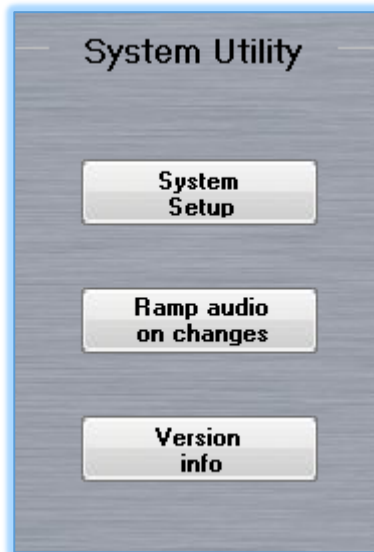 System Utility
System
Setup
Ramp audio
on changes
Version
info